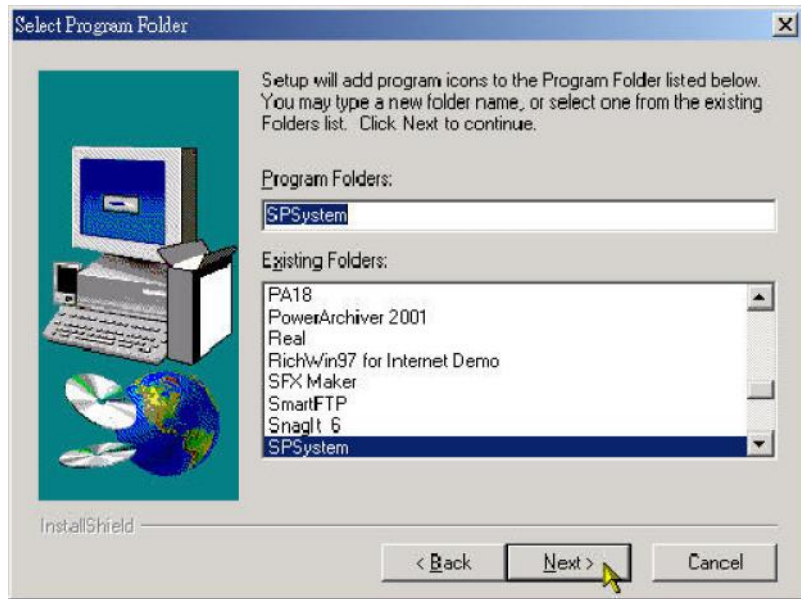 Select Program Folder
Setup will add program icons to the Program Folder listed below.
You may type a new folder name, or select one from the existing
Folders list. Click Next to continue.
Program Folders:
SPSystem
Existing Folders:
PA18
PowerArchiver 2001
Real
RichWin97 for Internet Demo
SFX Maker
SmartFTP
SnagIt 6
SPSystem
InstallShield
< Back
Next >
Cancel